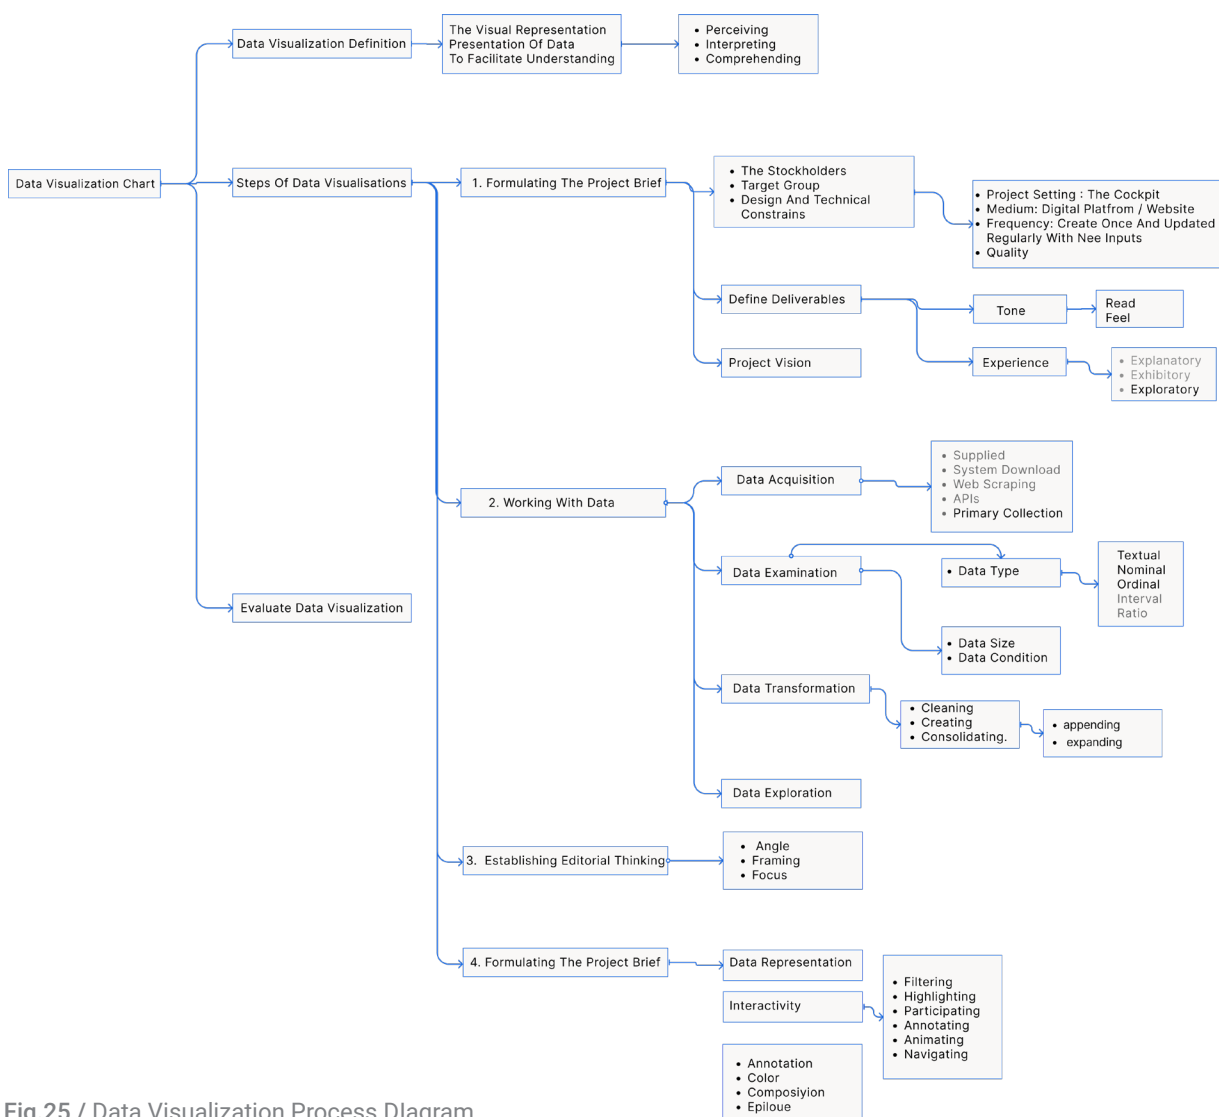 Data Visualization Chart
Data Visualization Definition
The Visual Representation
Presentation Of Data
To Facilitate Understanding
• Perceiving
• Interpreting
• Comprehending
Steps Of Data Visualisations
1. Formulating The Project Brief
• The Stockholders
• Target Group
• Design And Technical
Constrains
• Project Setting : The Cockpit
• Medium: Digital Platfrom / Website
• Frequency: Create Once And Updated
Regularly With Nee Inputs
• Quality
Define Deliverables
Tone
Read
Feel
Experience
• Explanatory
• Exhibitory
• Exploratory
Project Vision
2. Working With Data
Data Acquisition
• Supplied
• System Download
• Web Scraping
• APIs
• Primary Collection
Data Examination
• Data Type
Textual
Nominal
Ordinal
Interval
Ratio
• Data Size
• Data Condition
Data Transformation
• Cleaning
• Creating
• Consolidating.
• appending
• expanding
Data Exploration
3. Establishing Editorial Thinking
• Angle
• Framing
• Focus
4. Formulating The Project Brief
Data Representation
Interactivity
• Filtering
• Highlighting
• Participating
• Annotating
• Animating
• Navigating
• Annotation
• Color
• Composiyion
• Epiloue
Evaluate Data Visualization
Fig 25 / Data Visualization Process DIagram